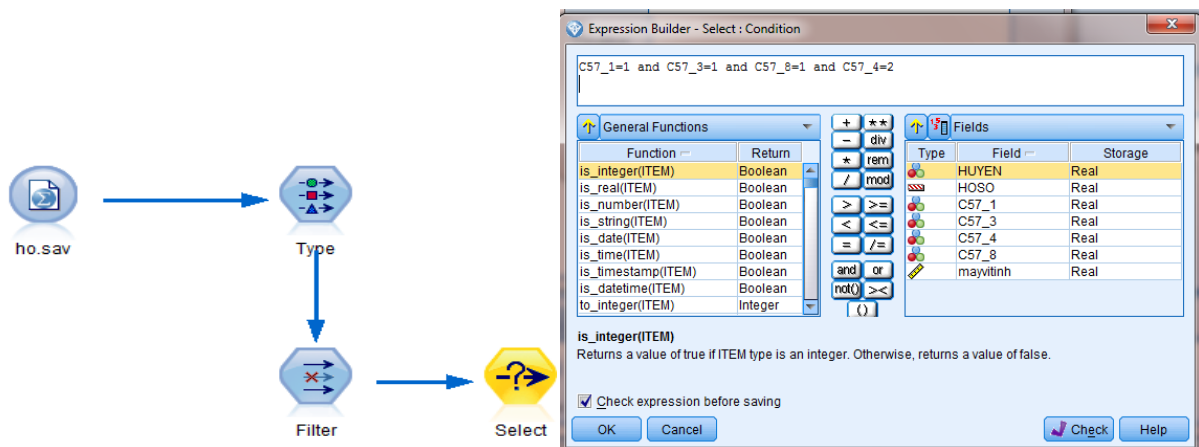 ho.sav
Type
Filter
Select
Expression Builder - Select : Condition
C57_1=1 and C57_3=1 and C57_8=1 and C57_4=2
General Functions
Function Return
is_integer(ITEM) Boolean
is_real(ITEM) Boolean
is_number(ITEM) Boolean
is_string(ITEM) Boolean
is_date(ITEM) Boolean
is_time(ITEM) Boolean
is_timestamp(ITEM) Boolean
is_datetime(ITEM) Boolean
to_integer(ITEM) Integer
+ **
- div
* rem
/ mod
> >=
< <=
= /=
and or
not() ><
()
Fields
Type Field Storage
HUYEN Real
HOSO Real
C57_1 Real
C57_3 Real
C57_4 Real
C57_8 Real
mayvitinh Real
is_integer(ITEM)
Returns a value of true if ITEM type is an integer. Otherwise, returns a value of false.
Check expression before saving
OK Cancel Check Help